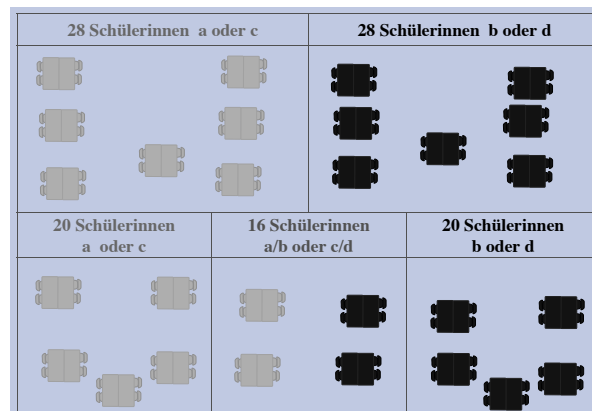 28 Schülerinnen a oder c
28 Schülerinnen b oder d
20 Schülerinnen
a oder c
16 Schülerinnen
a/b oder c/d
20 Schülerinnen
b oder d